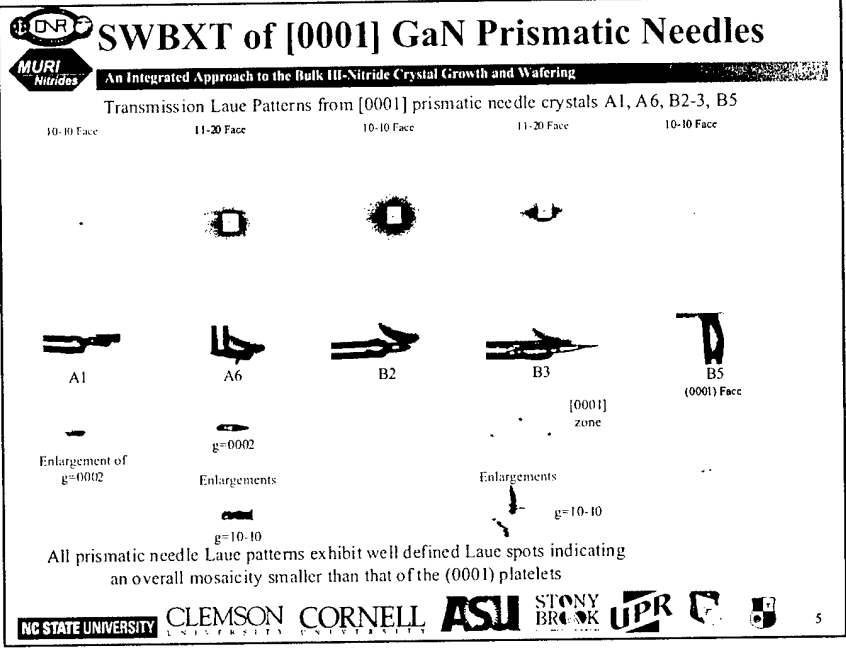 ONR
SWBXT of [0001] GaN Prismatic Needles
MURI
Nitrides
An Integrated Approach to the Bulk III-Nitride Crystal Growth and Wafering
Transmission Laue Patterns from [0001] prismatic needle crystals A1, A6, B2-3, B5
10-10 Face 11-20 Face 10-10 Face 11-20 Face 10-10 Face
A1 A6 B2 B3 B5
(0001) Face
[0001]
zone
g=0002
Enlargement of
g=0002
Enlargements Enlargements
g=10-10
g=10-10
All prismatic needle Laue patterns exhibit well defined Laue spots indicating
an overall mosaicity smaller than that of the (0001) platelets
NC STATE UNIVERSITY CLEMSON UNIVERSITY CORNELL UNIVERSITY ASU STONY BROOK UPR
5